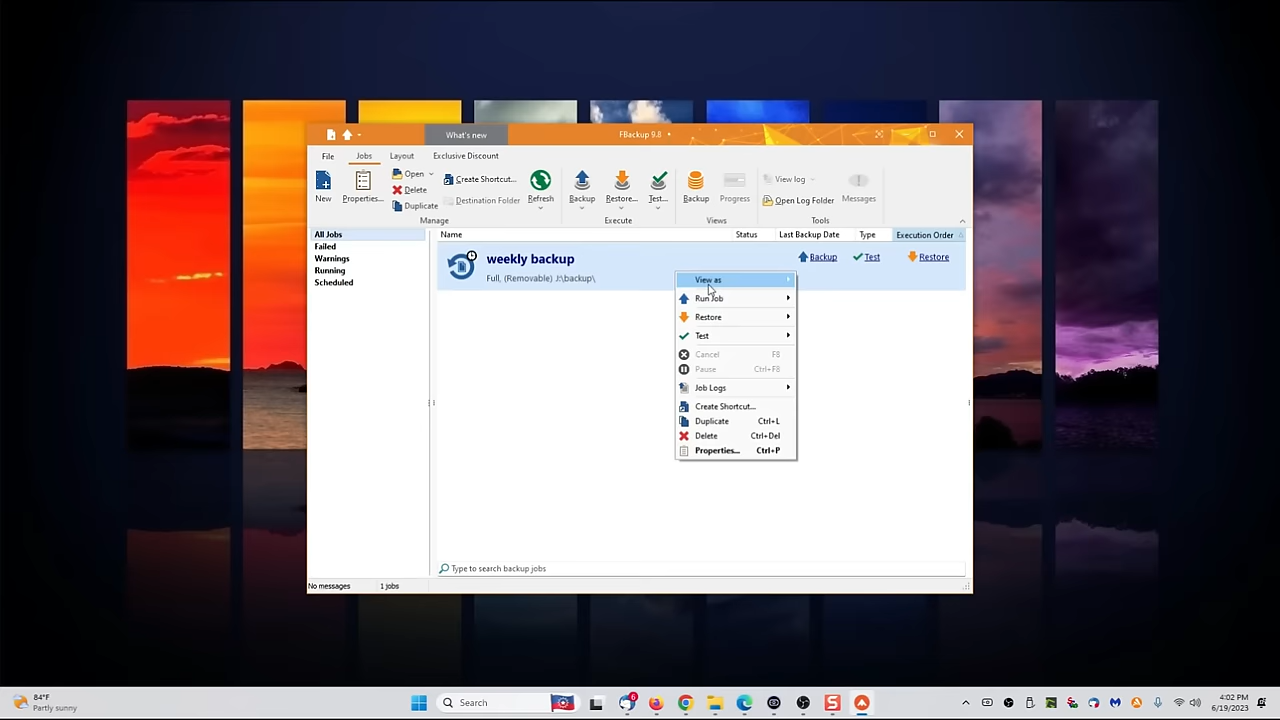 What's new
FBackup 9.8
File Jobs Layout Exclusive Discount
New
Properties...
Open
Delete
Duplicate
Create Shortcut...
Destination Folder
Refresh
Backup
Restore...
Test...
Backup
Progress
View log
Open Log Folder
Messages
Manage Execute Views Tools
All Jobs
Failed
Warnings
Running
Scheduled
Name Status Last Backup Date Type Execution Order
weekly backup Backup Test Restore
Full, (Removable) J:\backup\
View as
Run Job
Restore
Test
Cancel F8
Pause Ctrl+F8
Job Logs
Create Shortcut...
Duplicate Ctrl+L
Delete Ctrl+Del
Properties... Ctrl+P
Type to search backup jobs
No messages 1 jobs
84°F
Partly sunny
Search
6
4:02 PM
6/19/2023